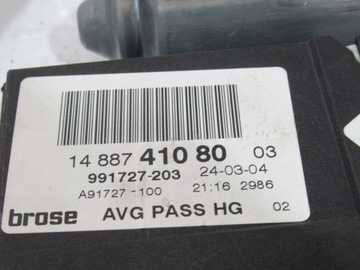 14 887 410 80 03
991727-203 24-03-04
A91727-100 21:16 2986
brose AVG PASS HG 02